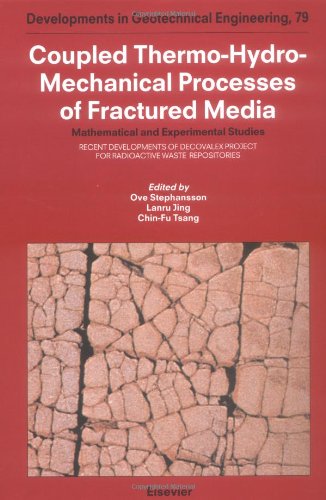 Developments in Geotechnical Engineering, 79
Coupled Thermo-Hydro-
Mechanical Processes
of Fractured Media
Mathematical and Experimental Studies
RECENT DEVELOPMENTS OF DECOVALEX PROJECT
FOR RADIOACTIVE WASTE REPOSITORIES
Edited by
Ove Stephansson
Lanru Jing
Chin-Fu Tsang
Elsevier